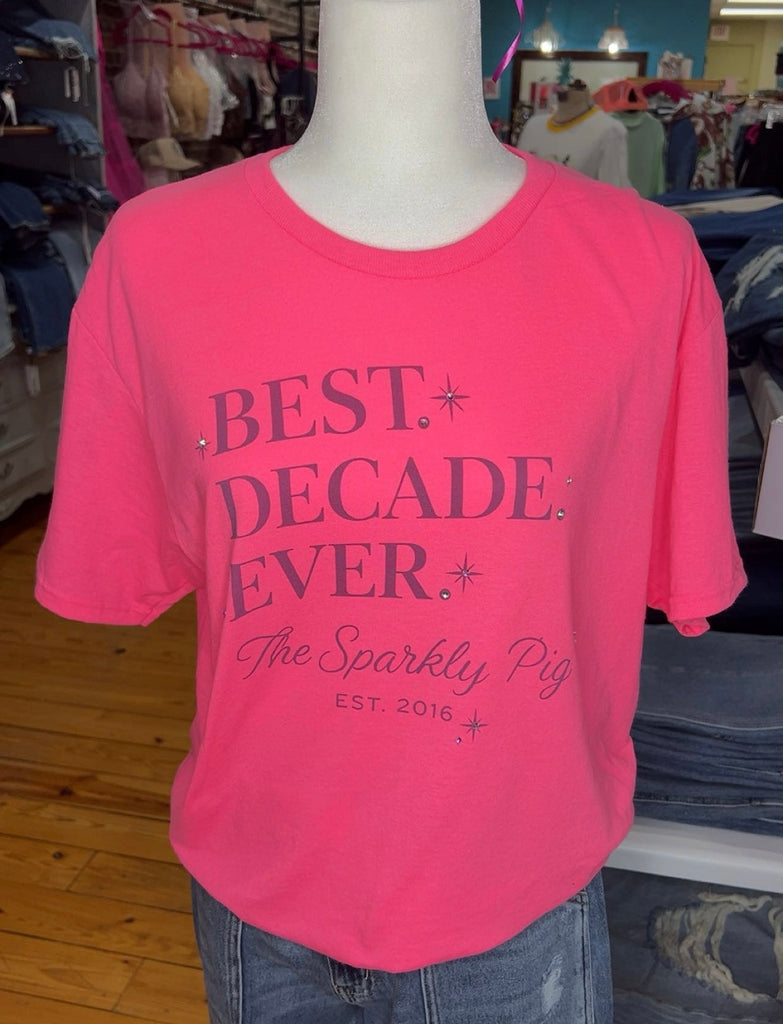 BEST.
DECADE.
EVER.
The Sparkly Pig
EST. 2016